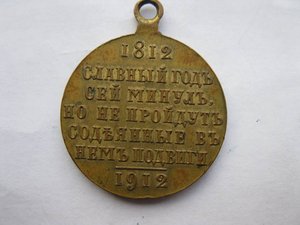 1812
СЛАВНЫЙ ГОДЪ
СЕЙ МИНУЛЪ,
НО НЕ ПРОЙДУТЪ
СОДѢЯННЫЕ ВЪ
НЕМЪ ПОДВИГИ
1912